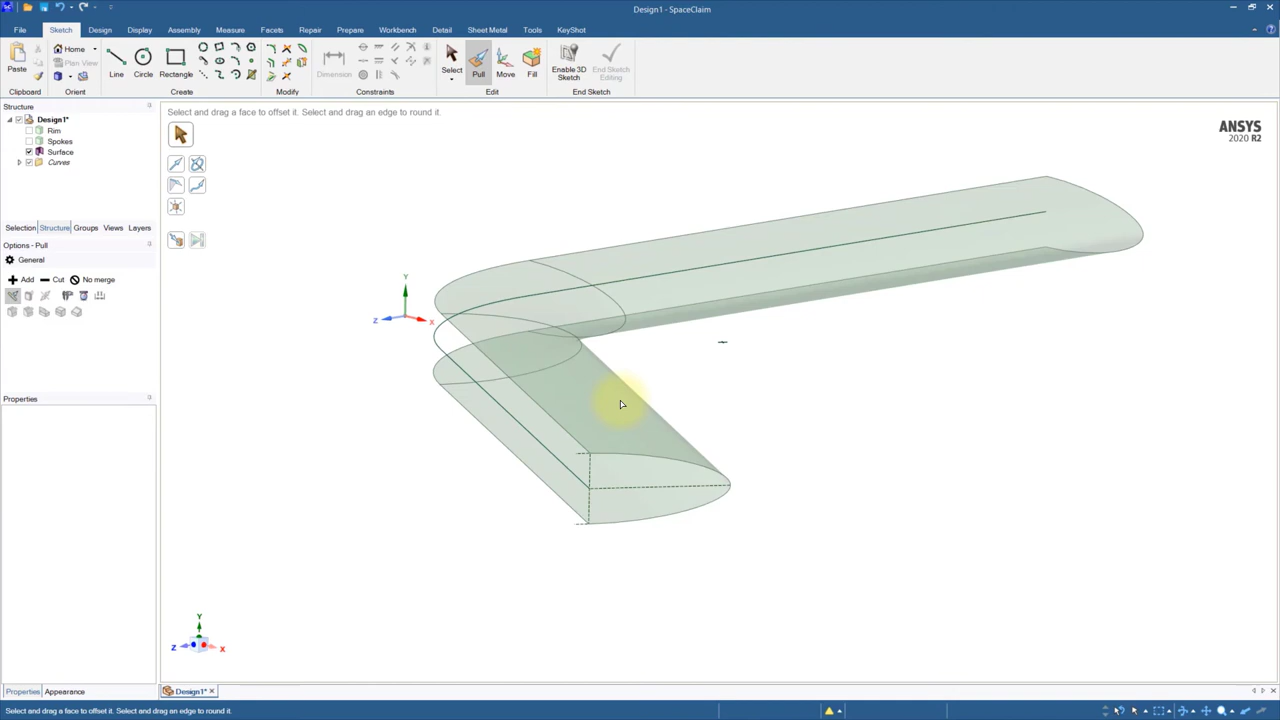 Design1 - SpaceClaim
File Sketch Design Display Assembly Measure Facets Repair Prepare Workbench Detail Sheet Metal Tools KeyShot
Paste
Home
Plan View
Line Circle Rectangle
Dimension
Select Pull Move Fill
Enable 3D Sketch
End Sketch Editing
Clipboard Orient Create Modify Constraints Edit End Sketch
Structure
Design1*
Rim
Spokes
Surface
Curves
Selection Structure Groups Views Layers
Options - Pull
General
Add Cut No merge
Properties
Properties Appearance
Select and drag a face to offset it. Select and drag an edge to round it.
ANSYS
2020 R2
Y
Z
X
Y
Z
X
Design1*
Select and drag a face to offset it. Select and drag an edge to round it.